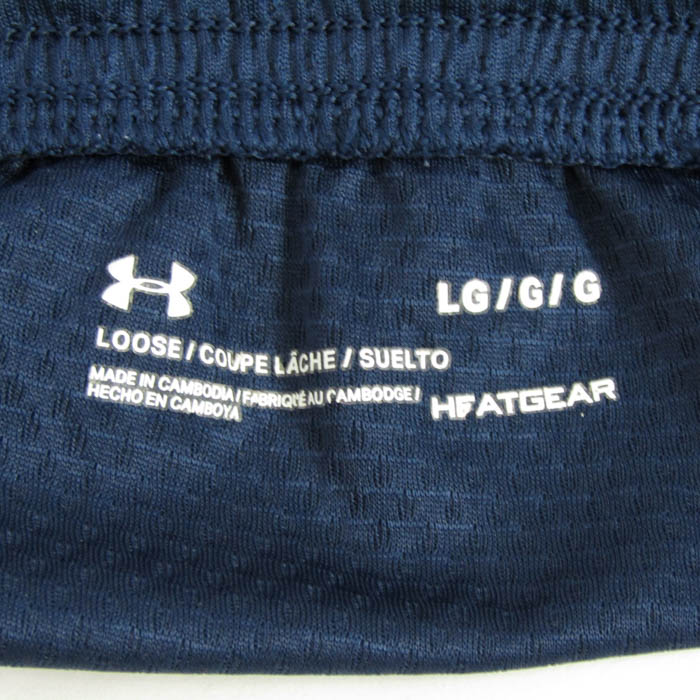 LG/G/G
LOOSE/COUPE LÂCHE/SUELTO
MADE IN CAMBODIA/FABRIQUÉ AU CAMBODGE/
HECHO EN CAMBOYA
HEATGEAR